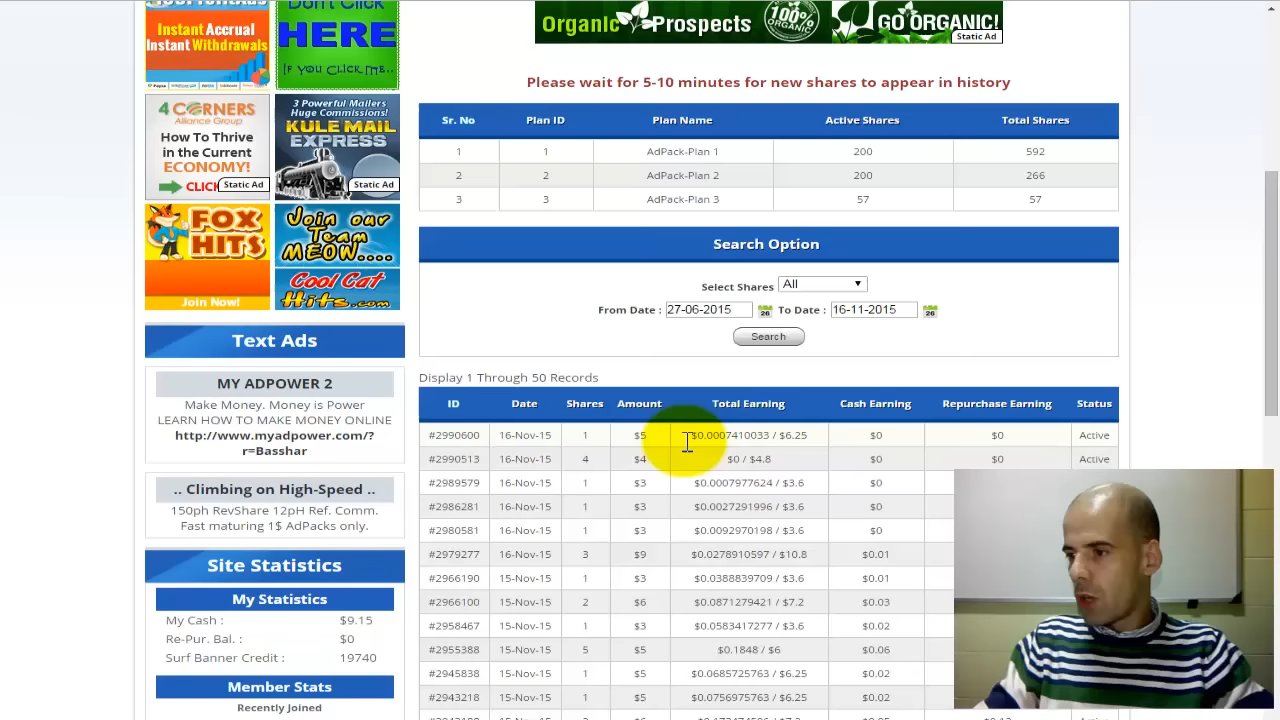 Instant Accrual
Instant Withdrawals
Don't Click
HERE
IF YOU CLICK ME..
Organic Prospects
100%
ORGANIC
GO ORGANIC!
Static Ad
4 CORNERS
Alliance Group
How To Thrive
in the Current
ECONOMY!
CLICK
Static Ad
3 Powerful Mailers
Huge Commissions!
KULE MAIL
EXPRESS
Static Ad
FOX
HITS
Join Now!
Join our
Team
MEOW....
Cool Cat
Hits.com
Please wait for 5-10 minutes for new shares to appear in history
Sr. No Plan ID Plan Name Active Shares Total Shares
1 1 AdPack-Plan 1 200 592
2 2 AdPack-Plan 2 200 266
3 3 AdPack-Plan 3 57 57
Search Option
Select Shares All
From Date : 27-06-2015 26 To Date : 16-11-2015 26
Search
Text Ads
MY ADPOWER 2
Make Money. Money is Power
LEARN HOW TO MAKE MONEY ONLINE
http://www.myadpower.com/?
r=Basshar
.. Climbing on High-Speed ..
150ph RevShare 12pH Ref. Comm.
Fast maturing 1$ AdPacks only.
Site Statistics
My Statistics
My Cash : $9.15
Re-Pur. Bal. : $0
Surf Banner Credit : 19740
Member Stats
Recently Joined
Display 1 Through 50 Records
ID Date Shares Amount Total Earning Cash Earning Repurchase Earning Status
#2990600 16-Nov-15 1 $5 $0.0007410033 / $6.25 $0 $0 Active
#2990513 16-Nov-15 4 $4 $0 / $4.8 $0 $0 Active
#2989579 16-Nov-15 1 $3 $0.0007977624 / $3.6 $0
#2986281 16-Nov-15 1 $3 $0.0027291996 / $3.6 $0
#2980581 16-Nov-15 1 $3 $0.0092970198 / $3.6 $0
#2979277 16-Nov-15 3 $9 $0.0278910597 / $10.8 $0.01
#2966190 15-Nov-15 1 $3 $0.0388839709 / $3.6 $0.01
#2966100 15-Nov-15 2 $6 $0.0871279421 / $7.2 $0.03
#2958467 15-Nov-15 1 $3 $0.0583417277 / $3.6 $0.02
#2955388 15-Nov-15 5 $5 $0.1848 / $6 $0.06
#2945838 15-Nov-15 1 $5 $0.0685725763 / $6.25 $0.02
#2943218 15-Nov-15 1 $5 $0.0756975763 / $6.25 $0.02